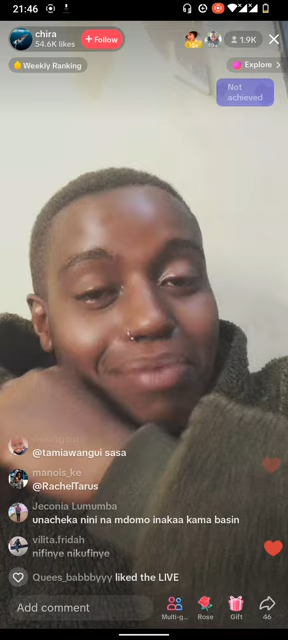 21:46
chira
54.6K likes
+ Follow
1.9K
Weekly Ranking
Explore >
Not
achieved
@tamiawangui sasa
manois_ke
@RachelTarus
Jeconia Lumumba
unacheka nini na mdomo inakaa kama basin
vilita.fridah
nifinye nikufinye
Quees_babbbyyy liked the LIVE
Add comment
Multi-g...
Rose
Gift
46